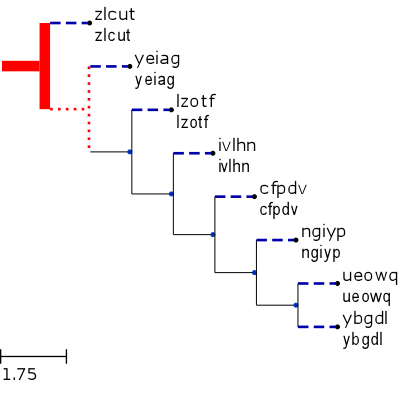 zlcut
zlcut
yeiag
yeiag
lzotf
lzotf
ivlhn
ivlhn
cfpdv
cfpdv
ngiyp
ngiyp
ueowq
ueowq
ybgdl
ybgdl
1.75